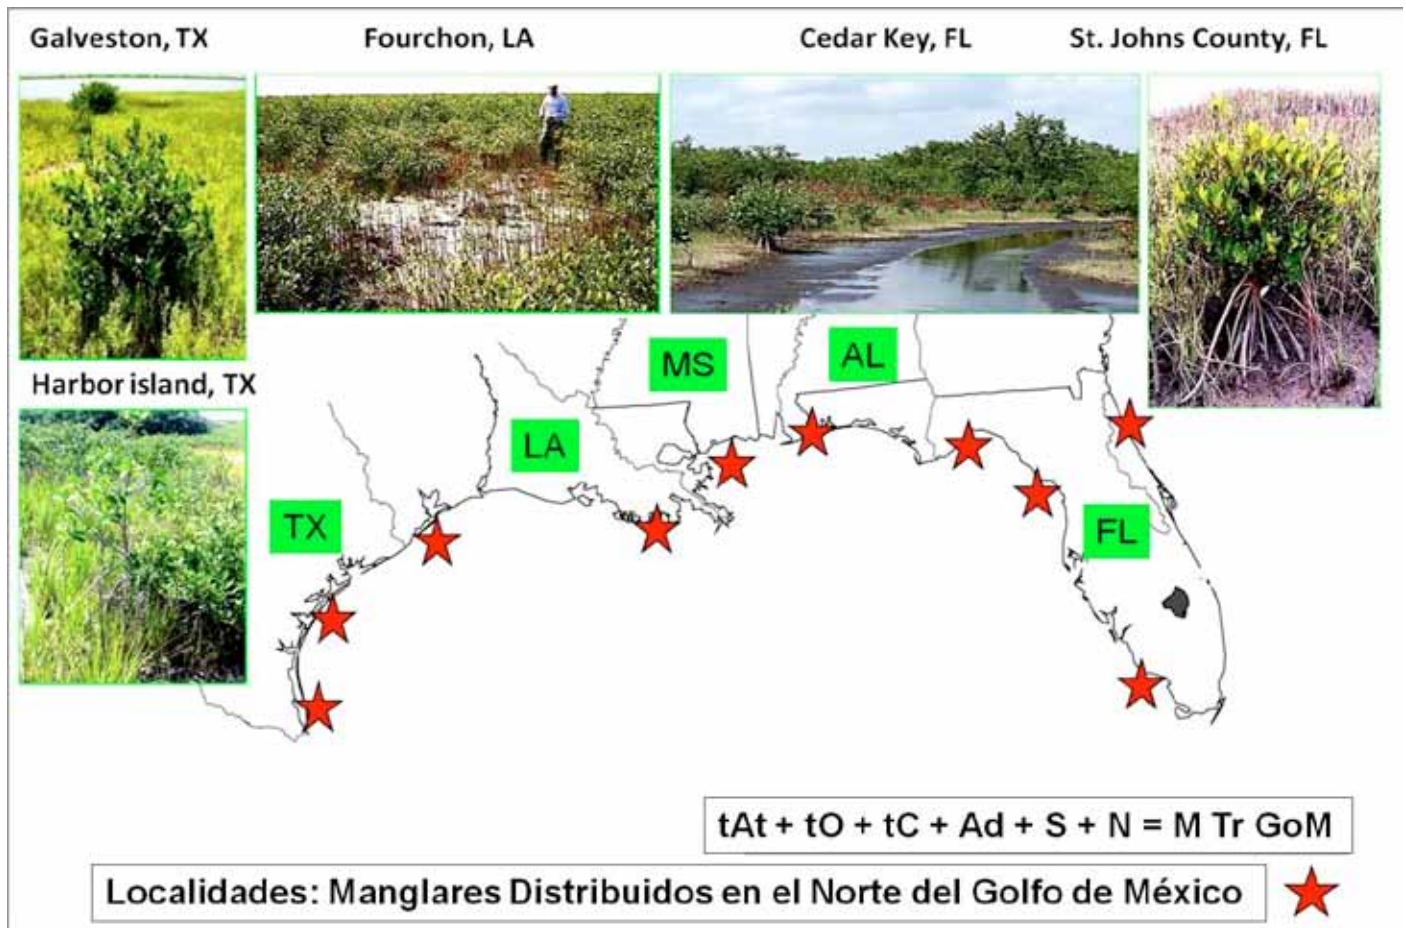 Galveston, TX
Fourchon, LA
Cedar Key, FL
St. Johns County, FL
Harbor island, TX
MS
AL
LA
TX
FL
tAt + tO + tC + Ad + S + N = M Tr GoM
Localidades: Manglares Distribuidos en el Norte del Golfo de México